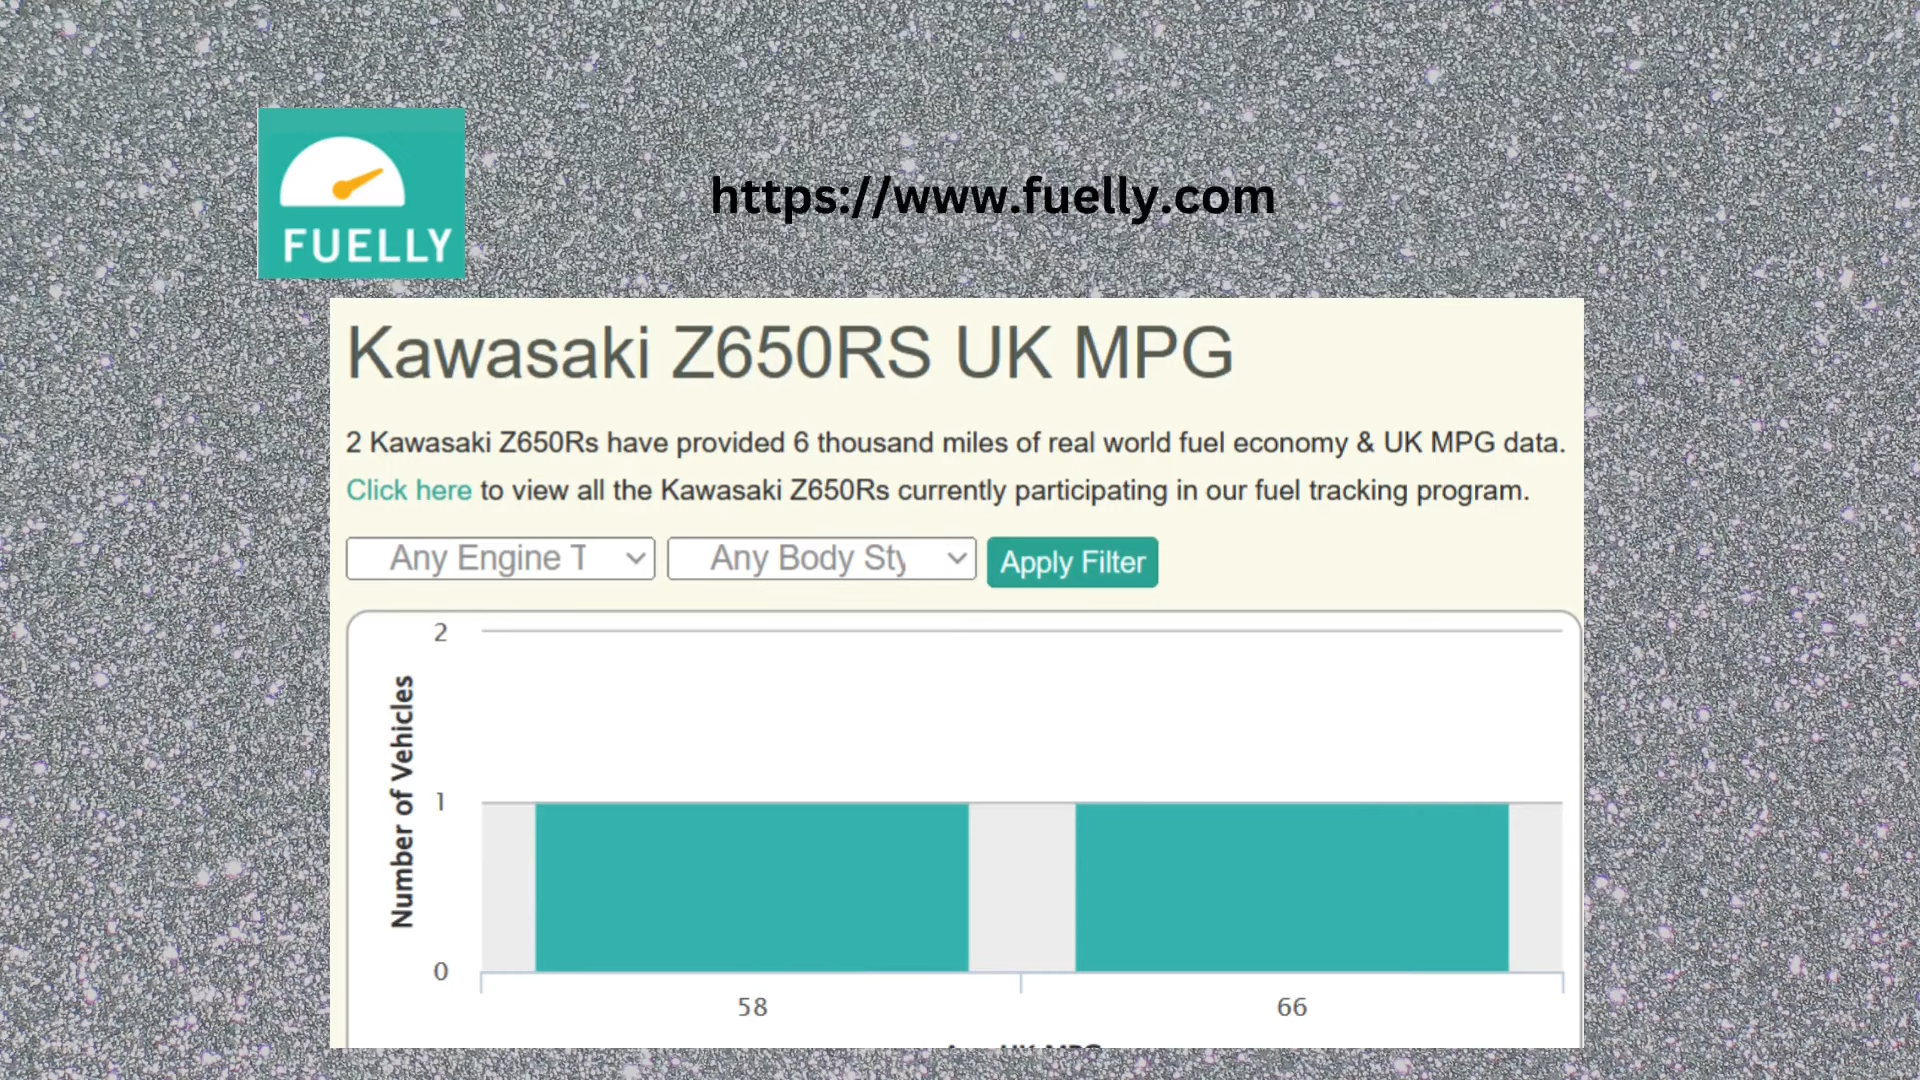 FUELLY
https://www.fuelly.com
Kawasaki Z650RS UK MPG
2 Kawasaki Z650Rs have provided 6 thousand miles of real world fuel economy & UK MPG data.
Click here to view all the Kawasaki Z650Rs currently participating in our fuel tracking program.
Any Engine T
Any Body Sty
Apply Filter
2
Number of Vehicles
1
0
58
66